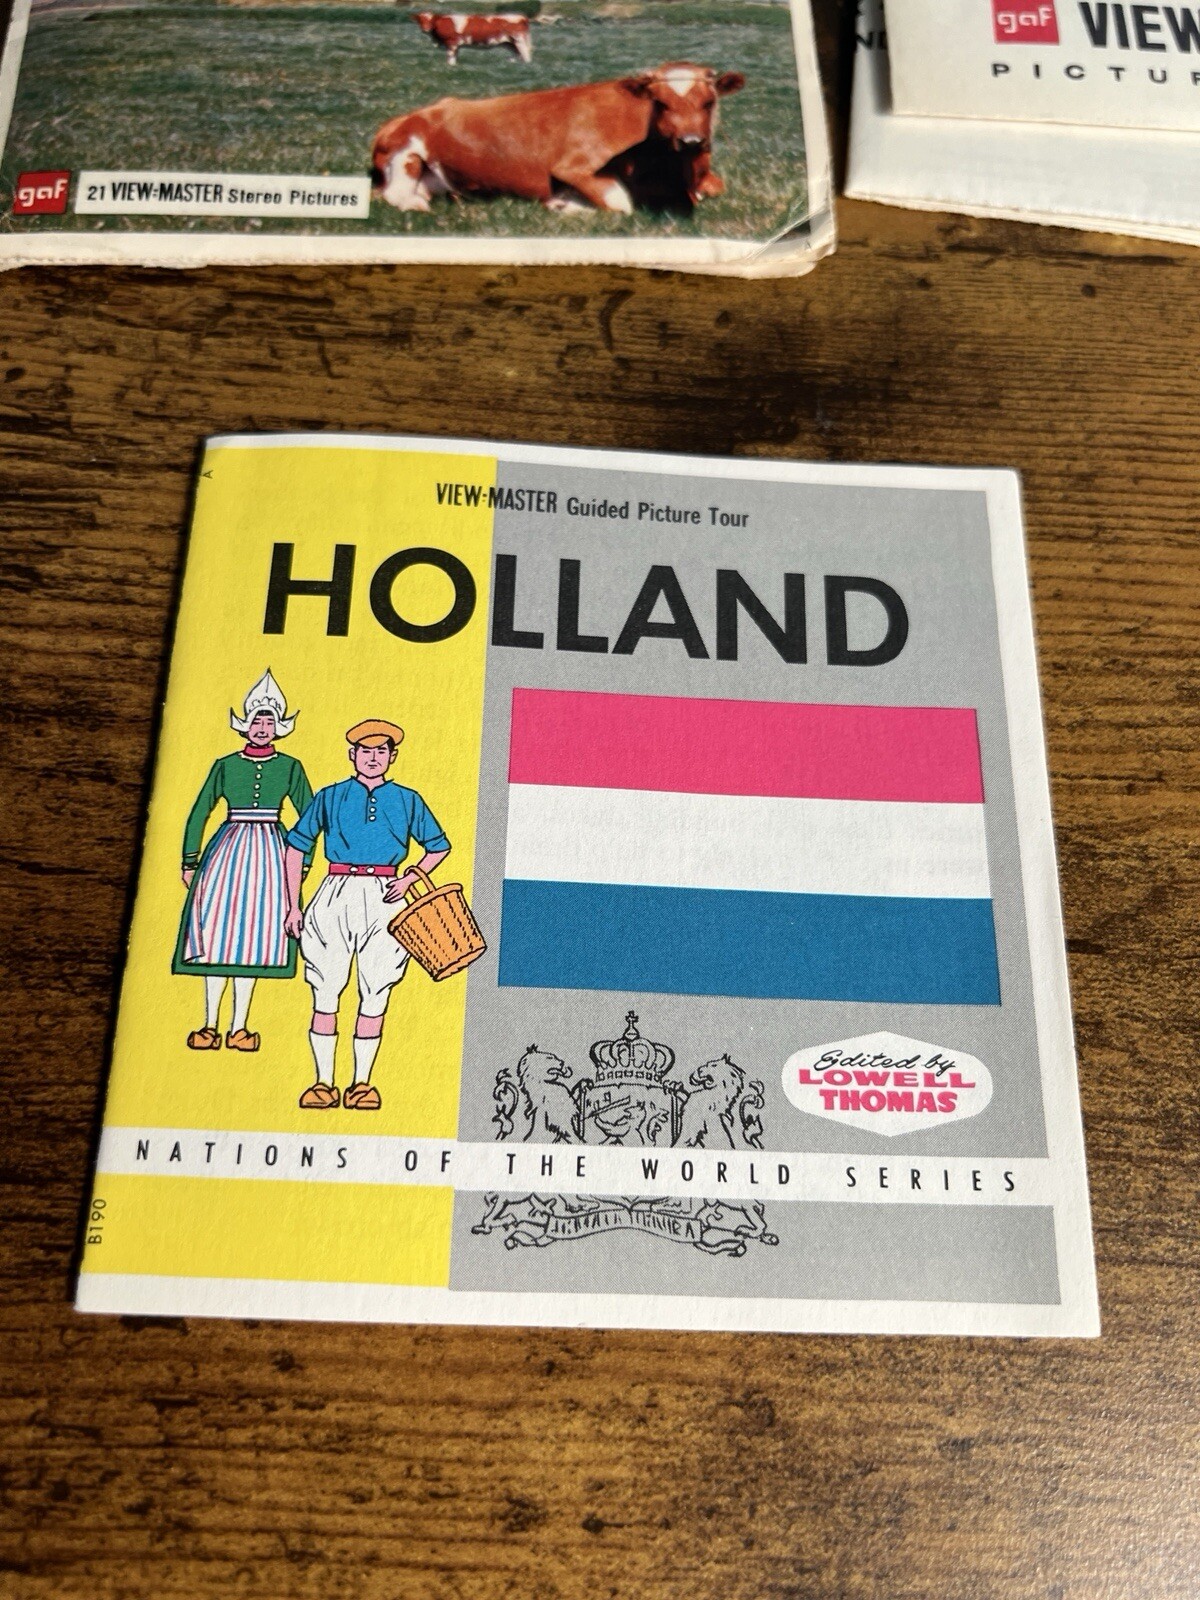 gaf
21 VIEW-MASTER Stereo Pictures
gaf VIEW
PICTUR
A
VIEW-MASTER Guided Picture Tour
HOLLAND
Edited by
LOWELL
THOMAS
NATIONS OF THE WORLD SERIES
B190